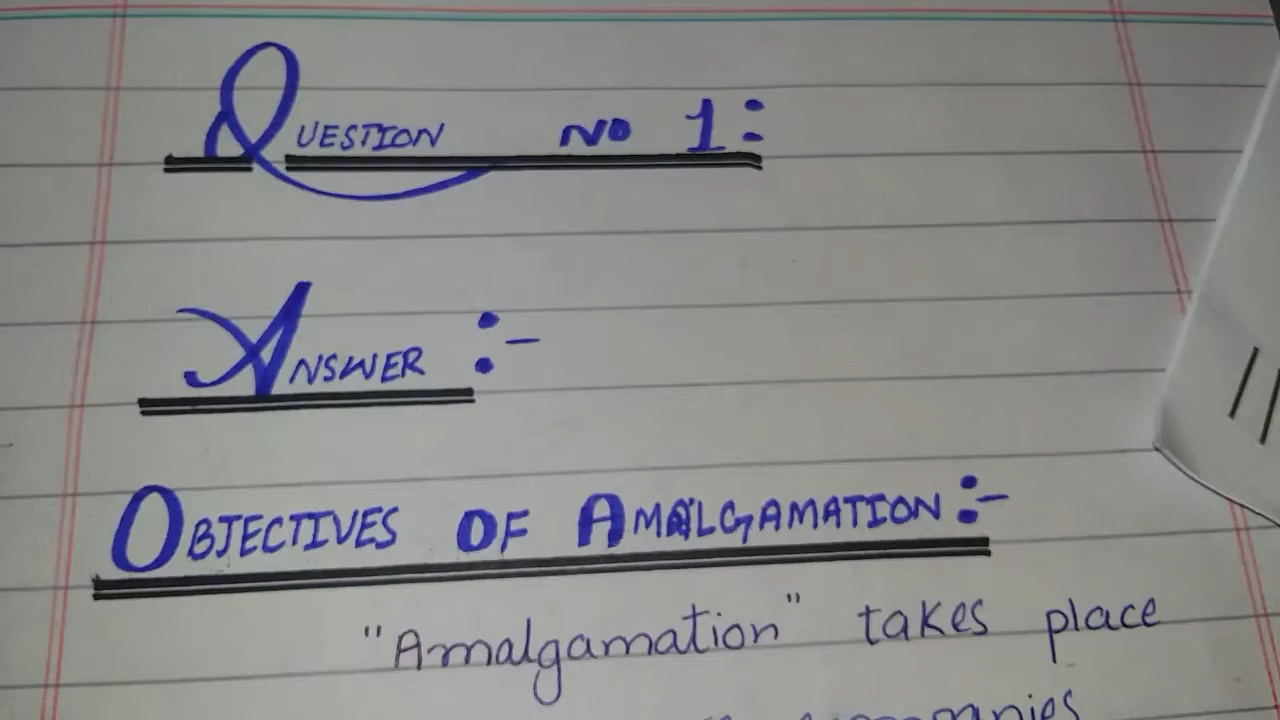 QUESTION NO 1:
ANSWER :-
OBJECTIVES OF AMALGAMATION:-
"Amalgamation" takes place